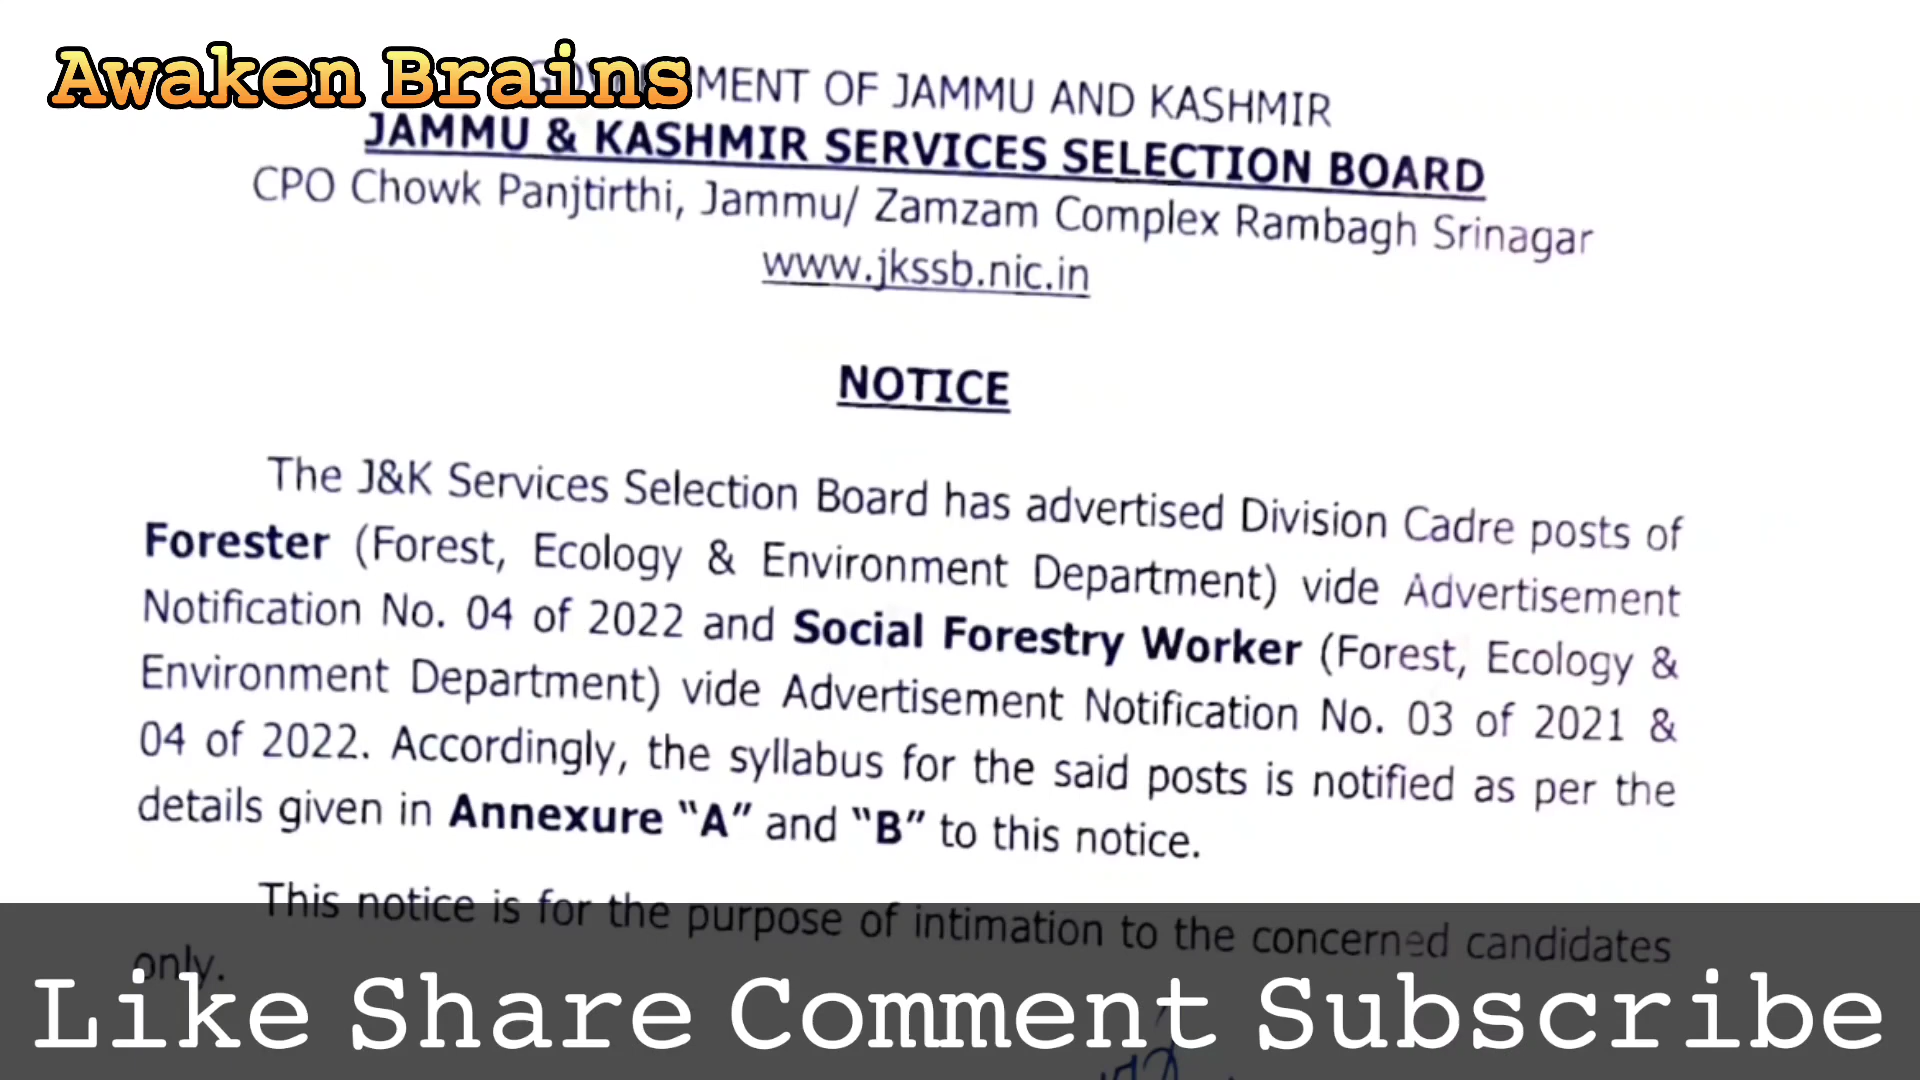 Awaken Brains
MENT OF JAMMU AND KASHMIR
JAMMU & KASHMIR SERVICES SELECTION BOARD
CPO Chowk Panjtirthi, Jammu/ Zamzam Complex Rambagh Srinagar
www.jkssb.nic.in
NOTICE
The J&K Services Selection Board has advertised Division Cadre posts of
Forester (Forest, Ecology & Environment Department) vide Advertisement
Notification No. 04 of 2022 and Social Forestry Worker (Forest, Ecology &
Environment Department) vide Advertisement Notification No. 03 of 2021 &
04 of 2022. Accordingly, the syllabus for the said posts is notified as per the
details given in Annexure “A” and “B” to this notice.
This notice is for the purpose of intimation to the concerned candidates
only.
Like Share Comment Subscribe